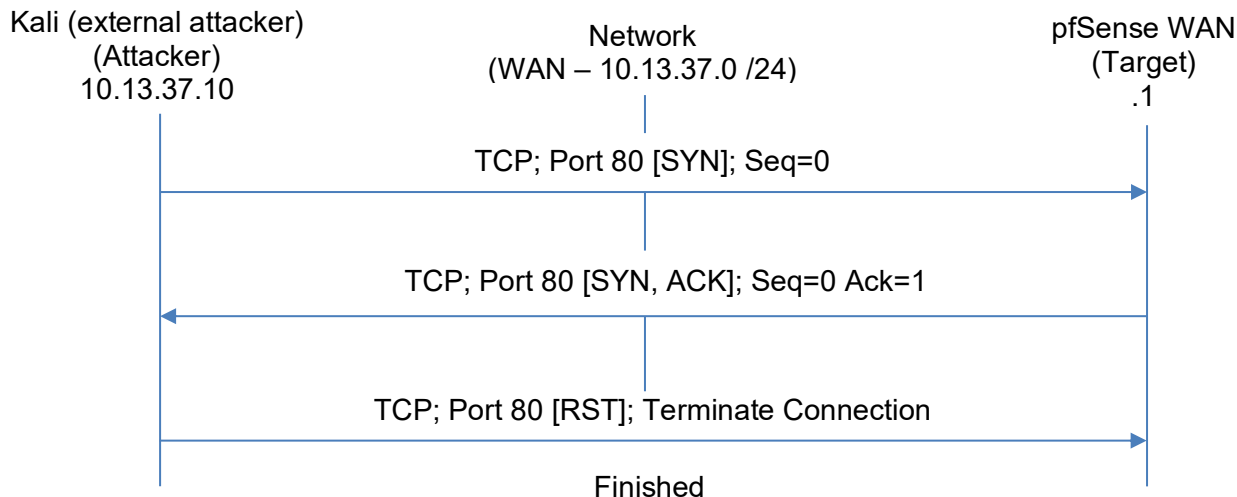 Kali (external attacker)
(Attacker)
10.13.37.10
Network
(WAN – 10.13.37.0 /24)
pfSense WAN
(Target)
.1
TCP; Port 80 [SYN]; Seq=0
TCP; Port 80 [SYN, ACK]; Seq=0 Ack=1
TCP; Port 80 [RST]; Terminate Connection
Finished